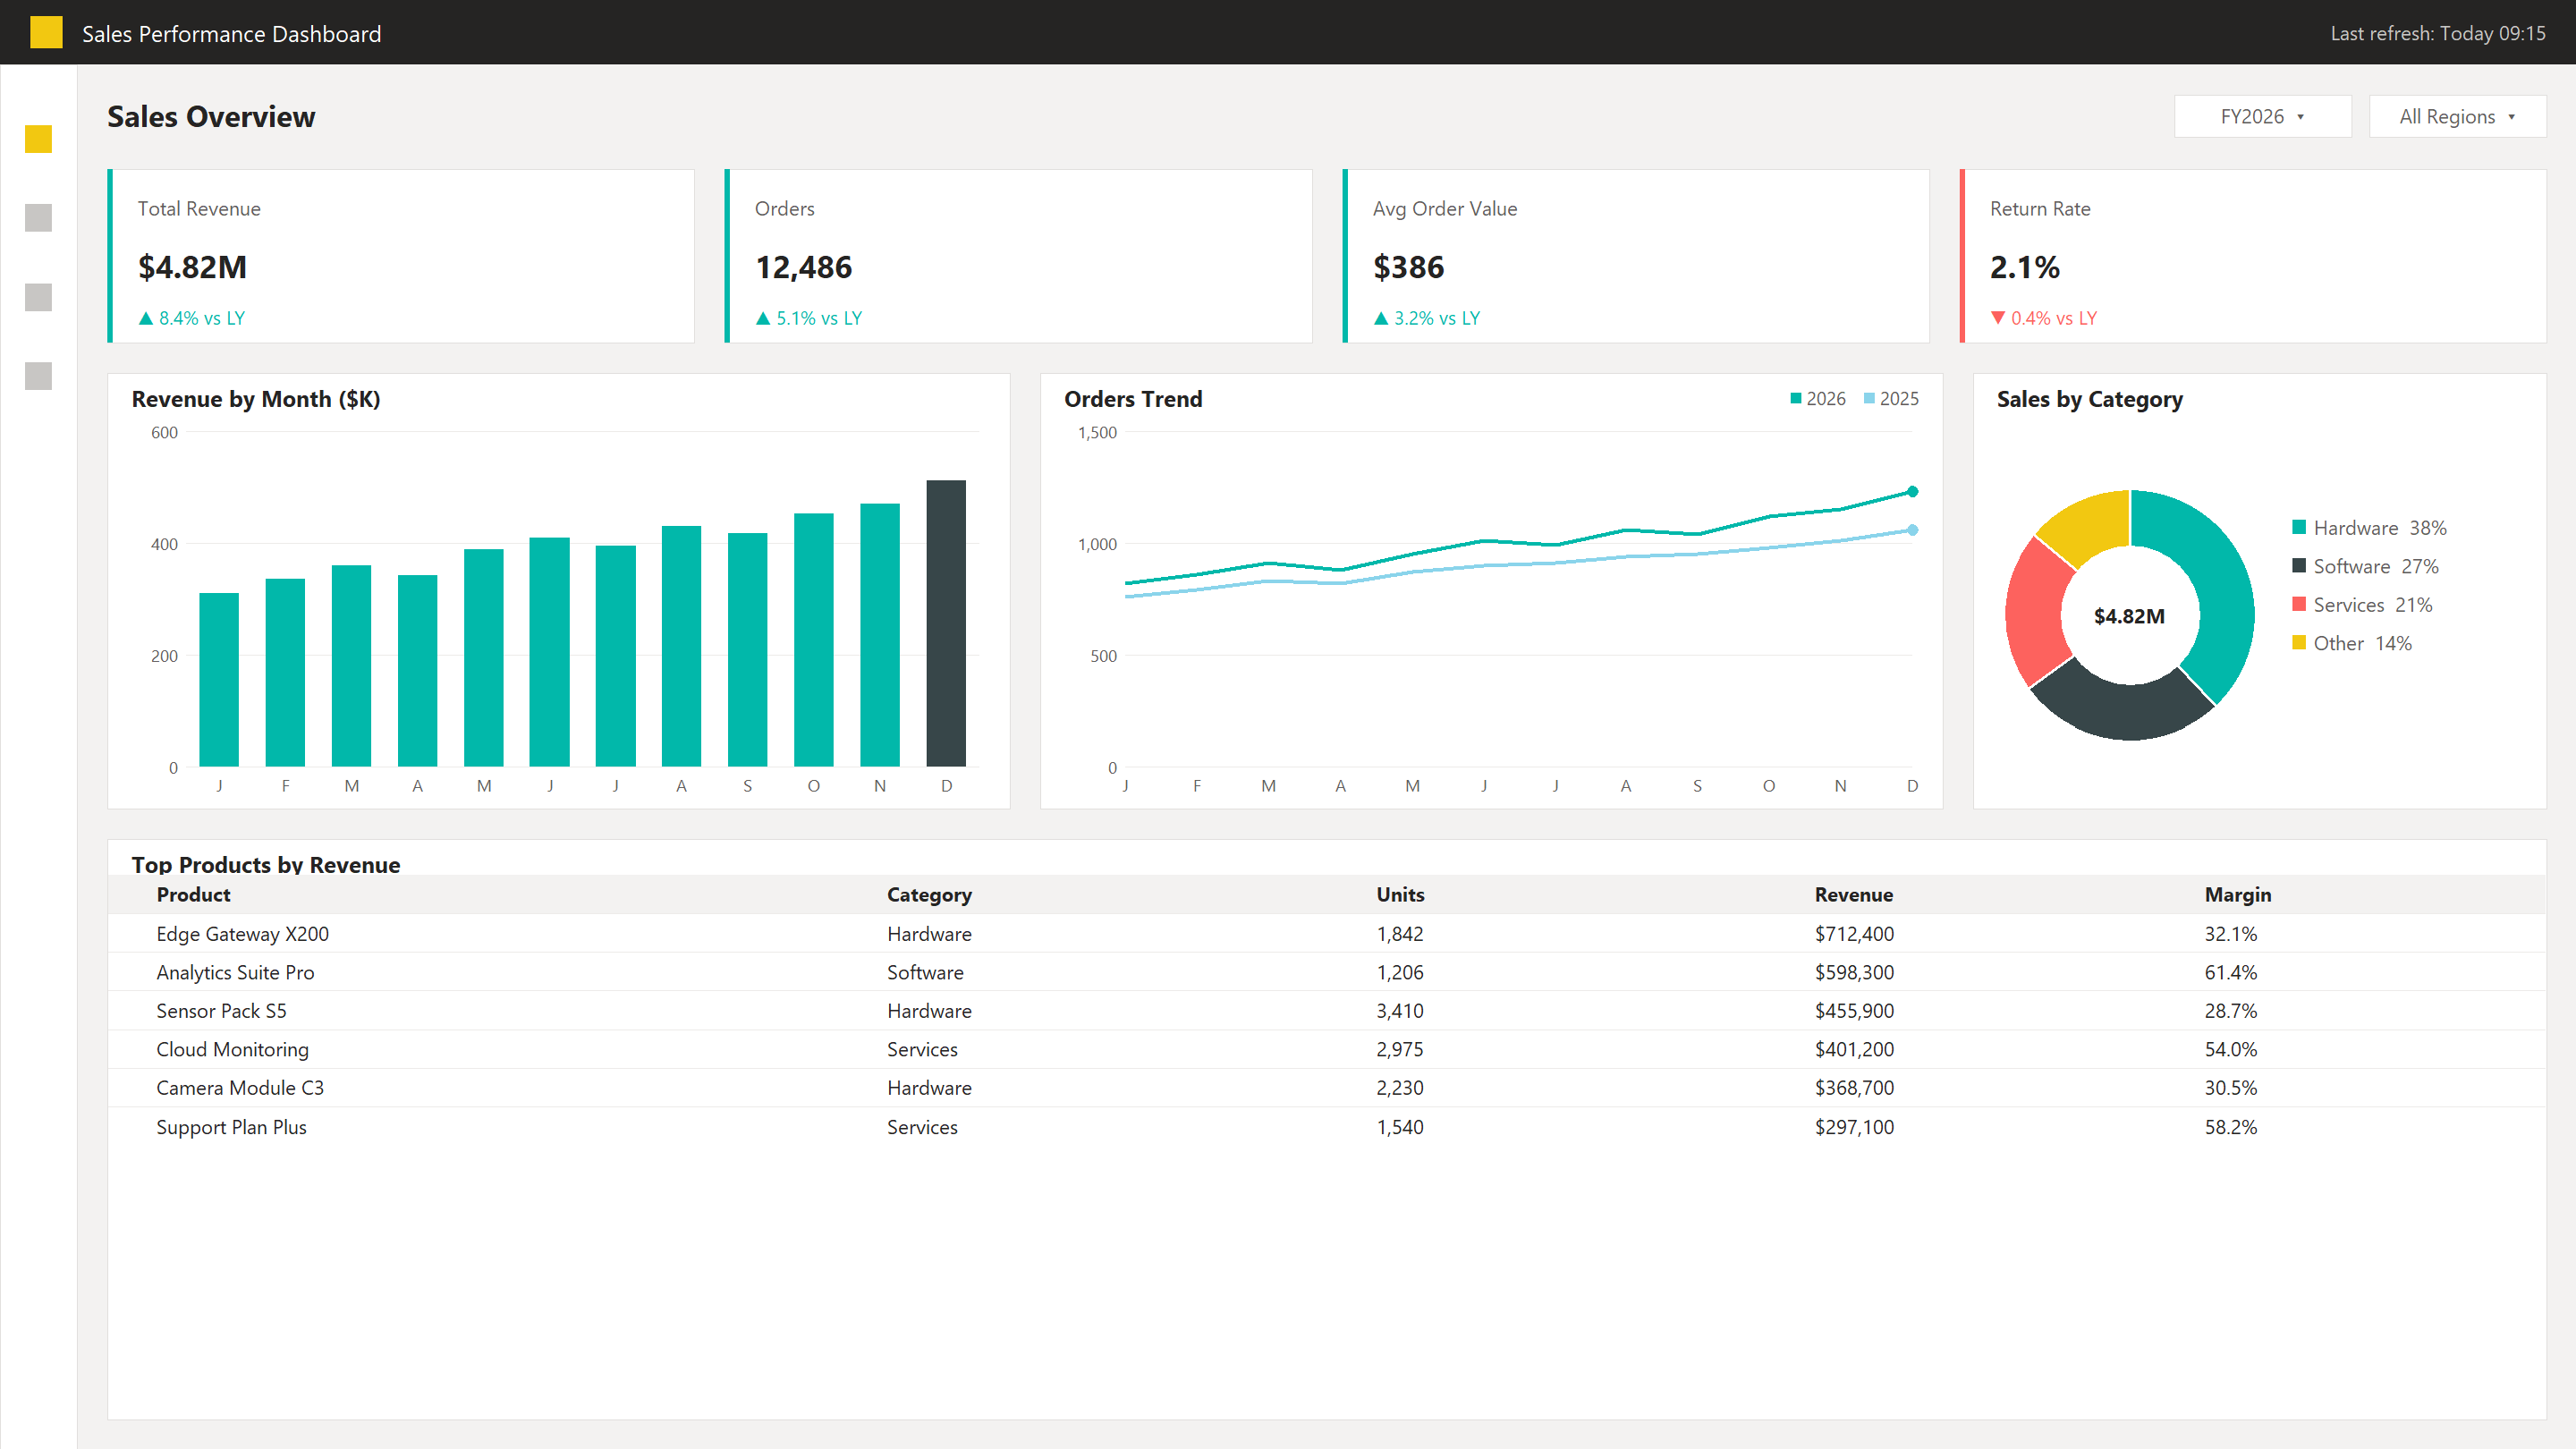 Sales Performance Dashboard
Last refresh: Today 09:15
Sales Overview
FY2026 ▾
All Regions ▾
Total Revenue
$4.82M
▲ 8.4% vs LY
Orders
12,486
▲ 5.1% vs LY
Avg Order Value
$386
▲ 3.2% vs LY
Return Rate
2.1%
▼ 0.4% vs LY
Revenue by Month ($K)
600
400
200
0
J F M A M J J A S O N D
Orders Trend
2026 2025
1,500
1,000
500
0
J F M A M J J A S O N D
Sales by Category
$4.82M
Hardware 38%
Software 27%
Services 21%
Other 14%
Top Products by Revenue
Product Category Units Revenue Margin
Edge Gateway X200 Hardware 1,842 $712,400 32.1%
Analytics Suite Pro Software 1,206 $598,300 61.4%
Sensor Pack S5 Hardware 3,410 $455,900 28.7%
Cloud Monitoring Services 2,975 $401,200 54.0%
Camera Module C3 Hardware 2,230 $368,700 30.5%
Support Plan Plus Services 1,540 $297,100 58.2%